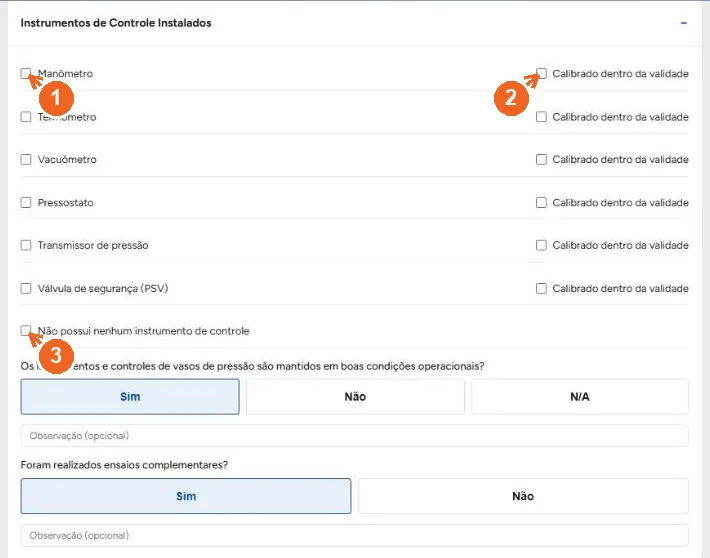 Instrumentos de Controle Instalados
Manômetro
Calibrado dentro da validade
1
2
Termômetro
Calibrado dentro da validade
Vacuômetro
Calibrado dentro da validade
Pressostato
Calibrado dentro da validade
Transmissor de pressão
Calibrado dentro da validade
Válvula de segurança (PSV)
Calibrado dentro da validade
Não possui nenhum instrumento de controle
3
Os e controles de vasos de pressão são mantidos em boas condições operacionais?
Sim
Não
N/A
Observação (opcional)
Foram realizados ensaios complementares?
Sim
Não
Observação (opcional)